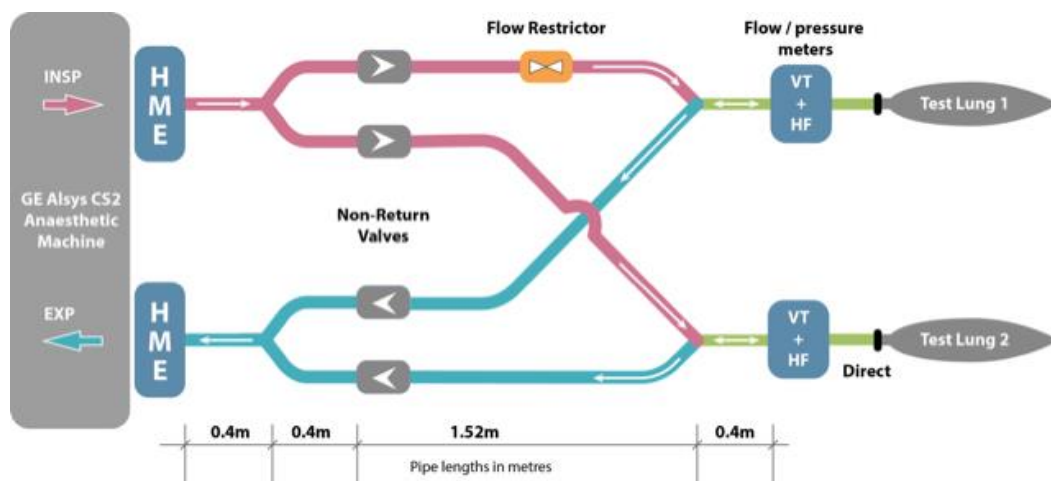 Flow Restrictor
Flow / pressure
meters
INSP
H
M
E
VT
+
HF
Test Lung 1
GE Alsys CS2
Anaesthetic
Machine
Non-Return
Valves
EXP
H
M
E
VT
+
HF
Test Lung 2
Direct
0.4m
0.4m
1.52m
0.4m
Pipe lengths in metres